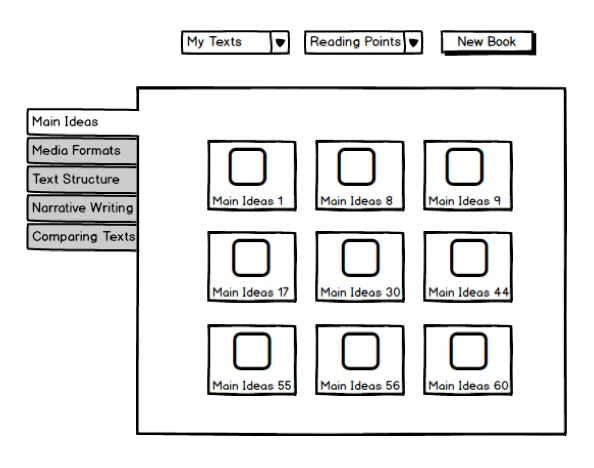 My Texts
Reading Points
New Book
Main Ideas
Media Formats
Text Structure
Narrative Writing
Comparing Texts
Main Ideas 1
Main Ideas 8
Main Ideas 9
Main Ideas 17
Main Ideas 30
Main Ideas 44
Main Ideas 55
Main Ideas 56
Main Ideas 60